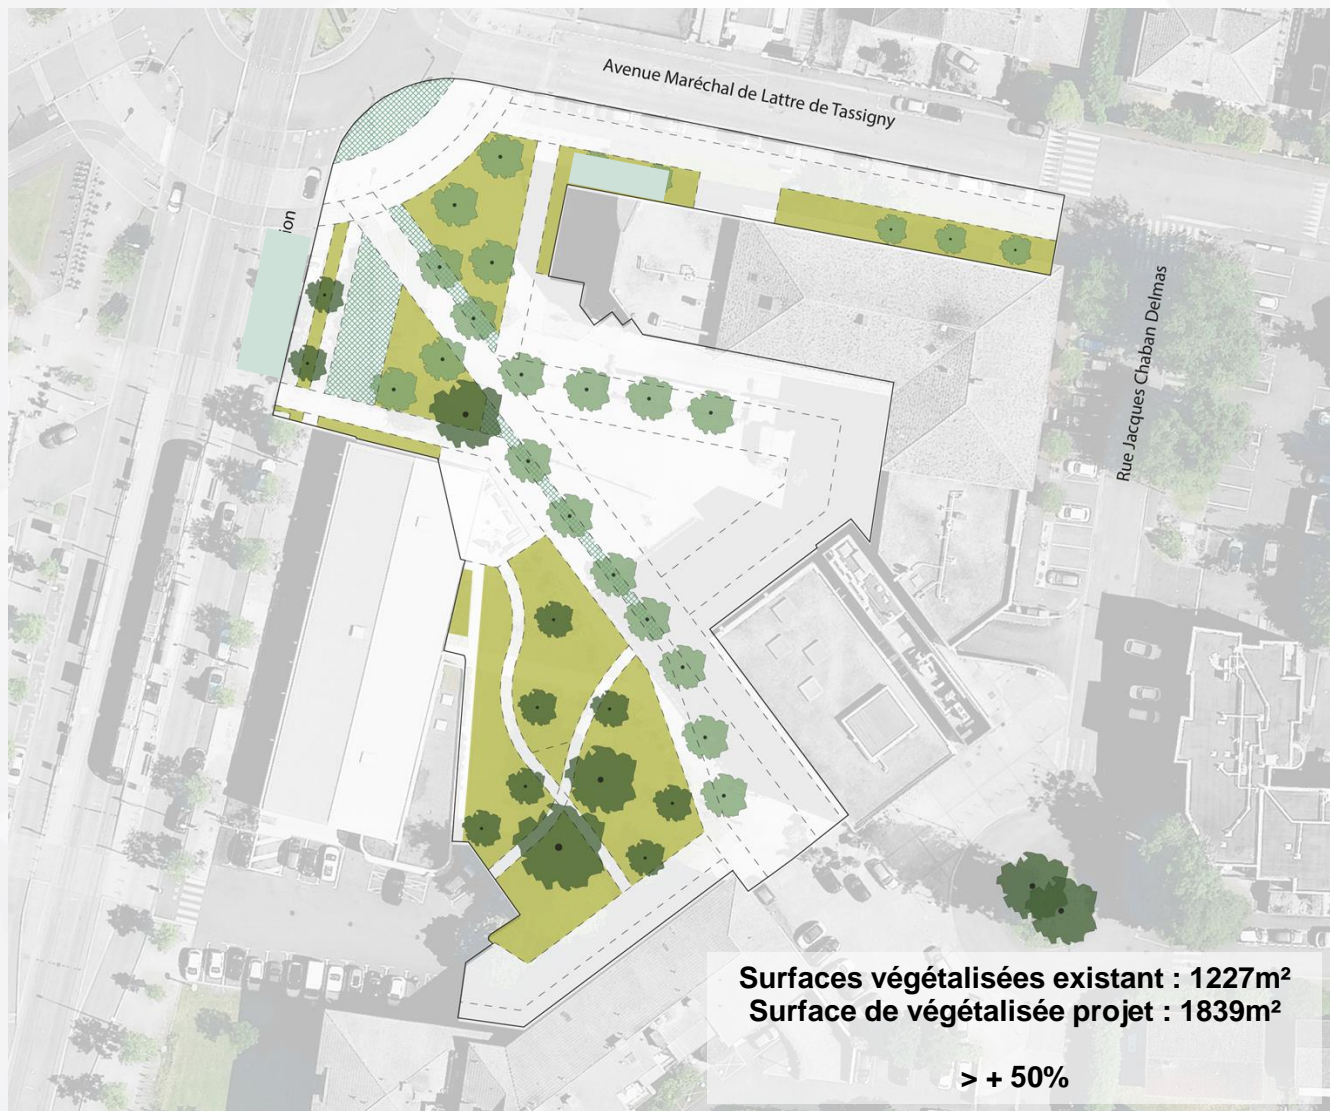 Avenue Maréchal de Lattre de Tassigny
ion
Rue Jacques Chaban Delmas
Surfaces végétalisées existant : 1227m²
Surface de végétalisée projet : 1839m²
> + 50%